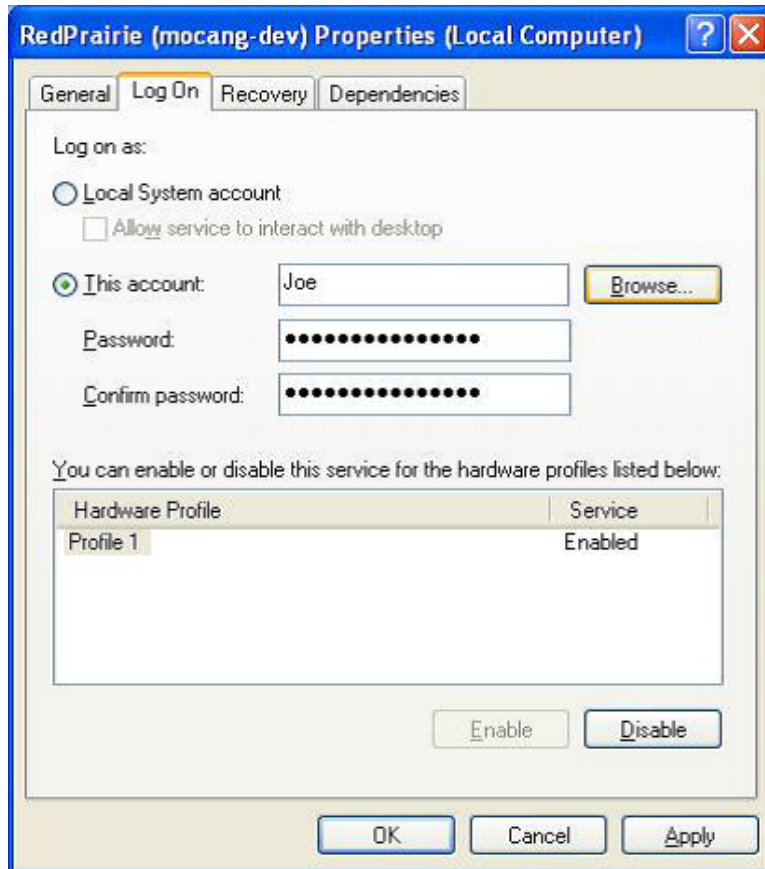 RedPrairie (mocang-dev) Properties (Local Computer)
General Log On Recovery Dependencies
Log on as:
Local System account
Allow service to interact with desktop
This account: Joe Browse...
Password: •••••••••••••••
Confirm password: •••••••••••••••
You can enable or disable this service for the hardware profiles listed below:
Hardware Profile Service
Profile 1 Enabled
Enable Disable
OK Cancel Apply